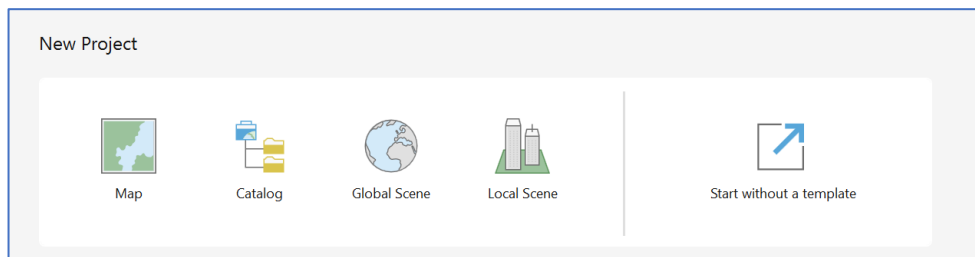 New Project
Map
Catalog
Global Scene
Local Scene
Start without a template